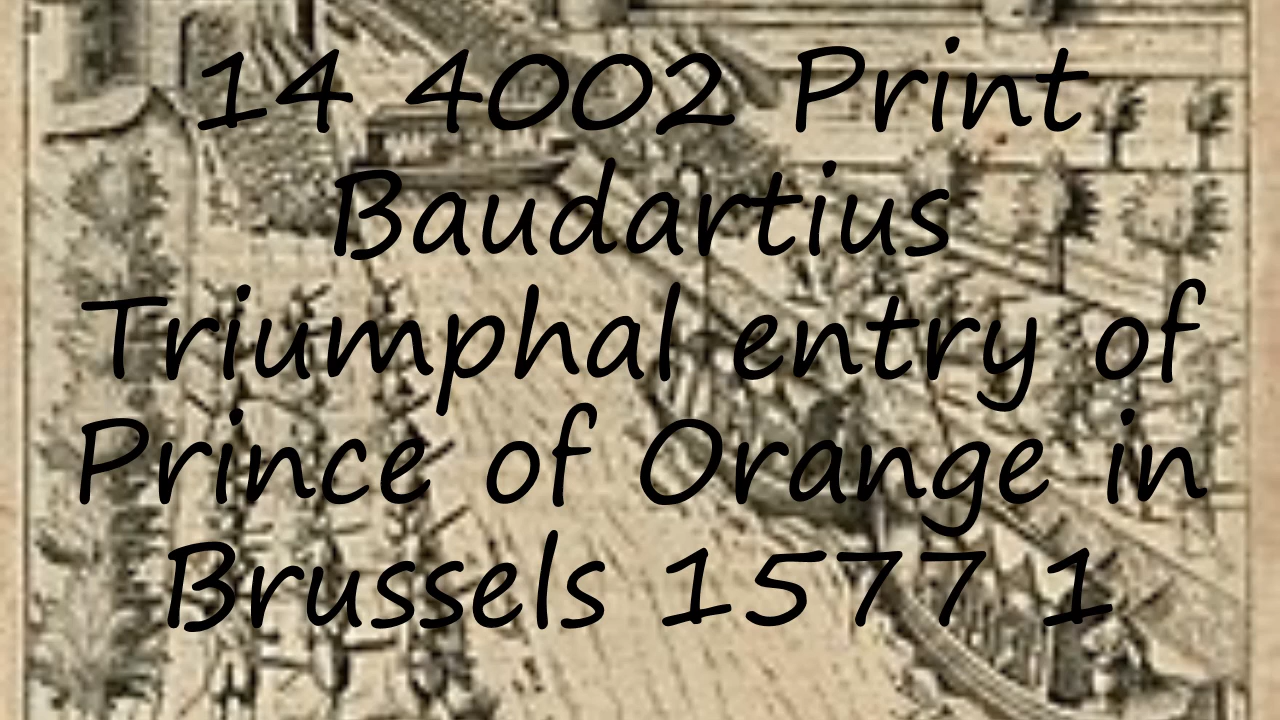 14 4002 Print
Baudartius
Triumphal entry of
Prince of Orange in
Brussels 1577 1